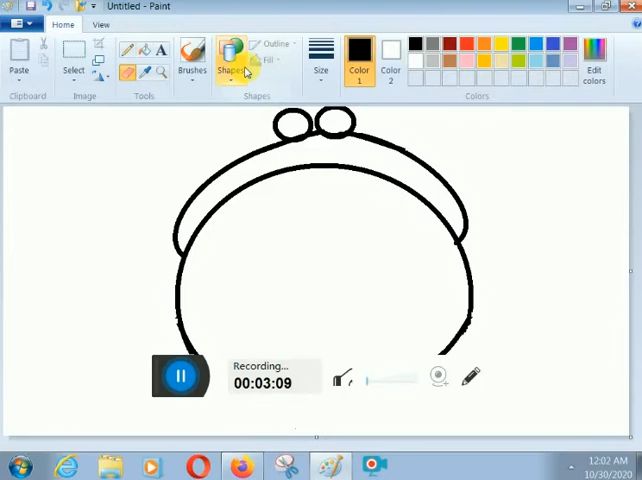 Untitled - Paint
Home View
Paste
Select
Brushes
Shapes
Outline
Fill
Size
Color 1
Color 2
Edit colors
Clipboard
Image
Tools
Shapes
Colors
Recording...
00:03:09
12:02 AM
10/30/2020